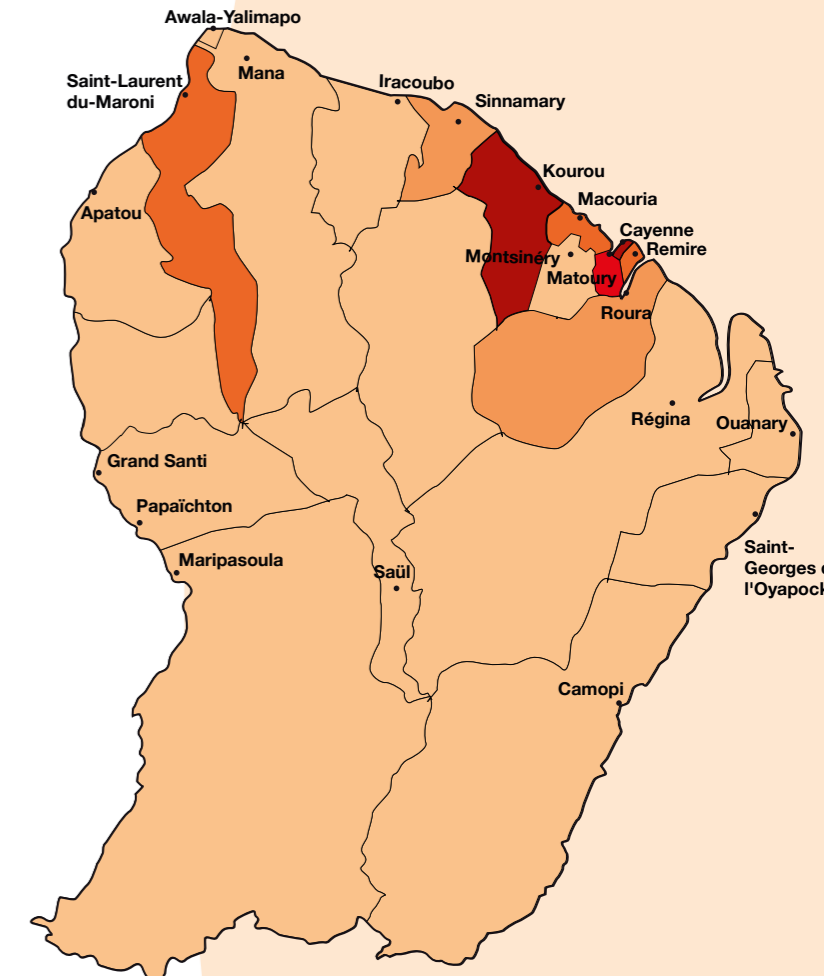 Awala-Yalimapo
Mana
Saint-Laurent
du-Maroni
Iracoubo
Sinnamary
Kourou
Macouria
Apatou
Cayenne
Montsinéry
Remire
Matoury
Roura
Régina
Ouanary
Grand Santi
Papaïchton
Maripasoula
Saül
Saint-
Georges
l'Oyapock
Camopi